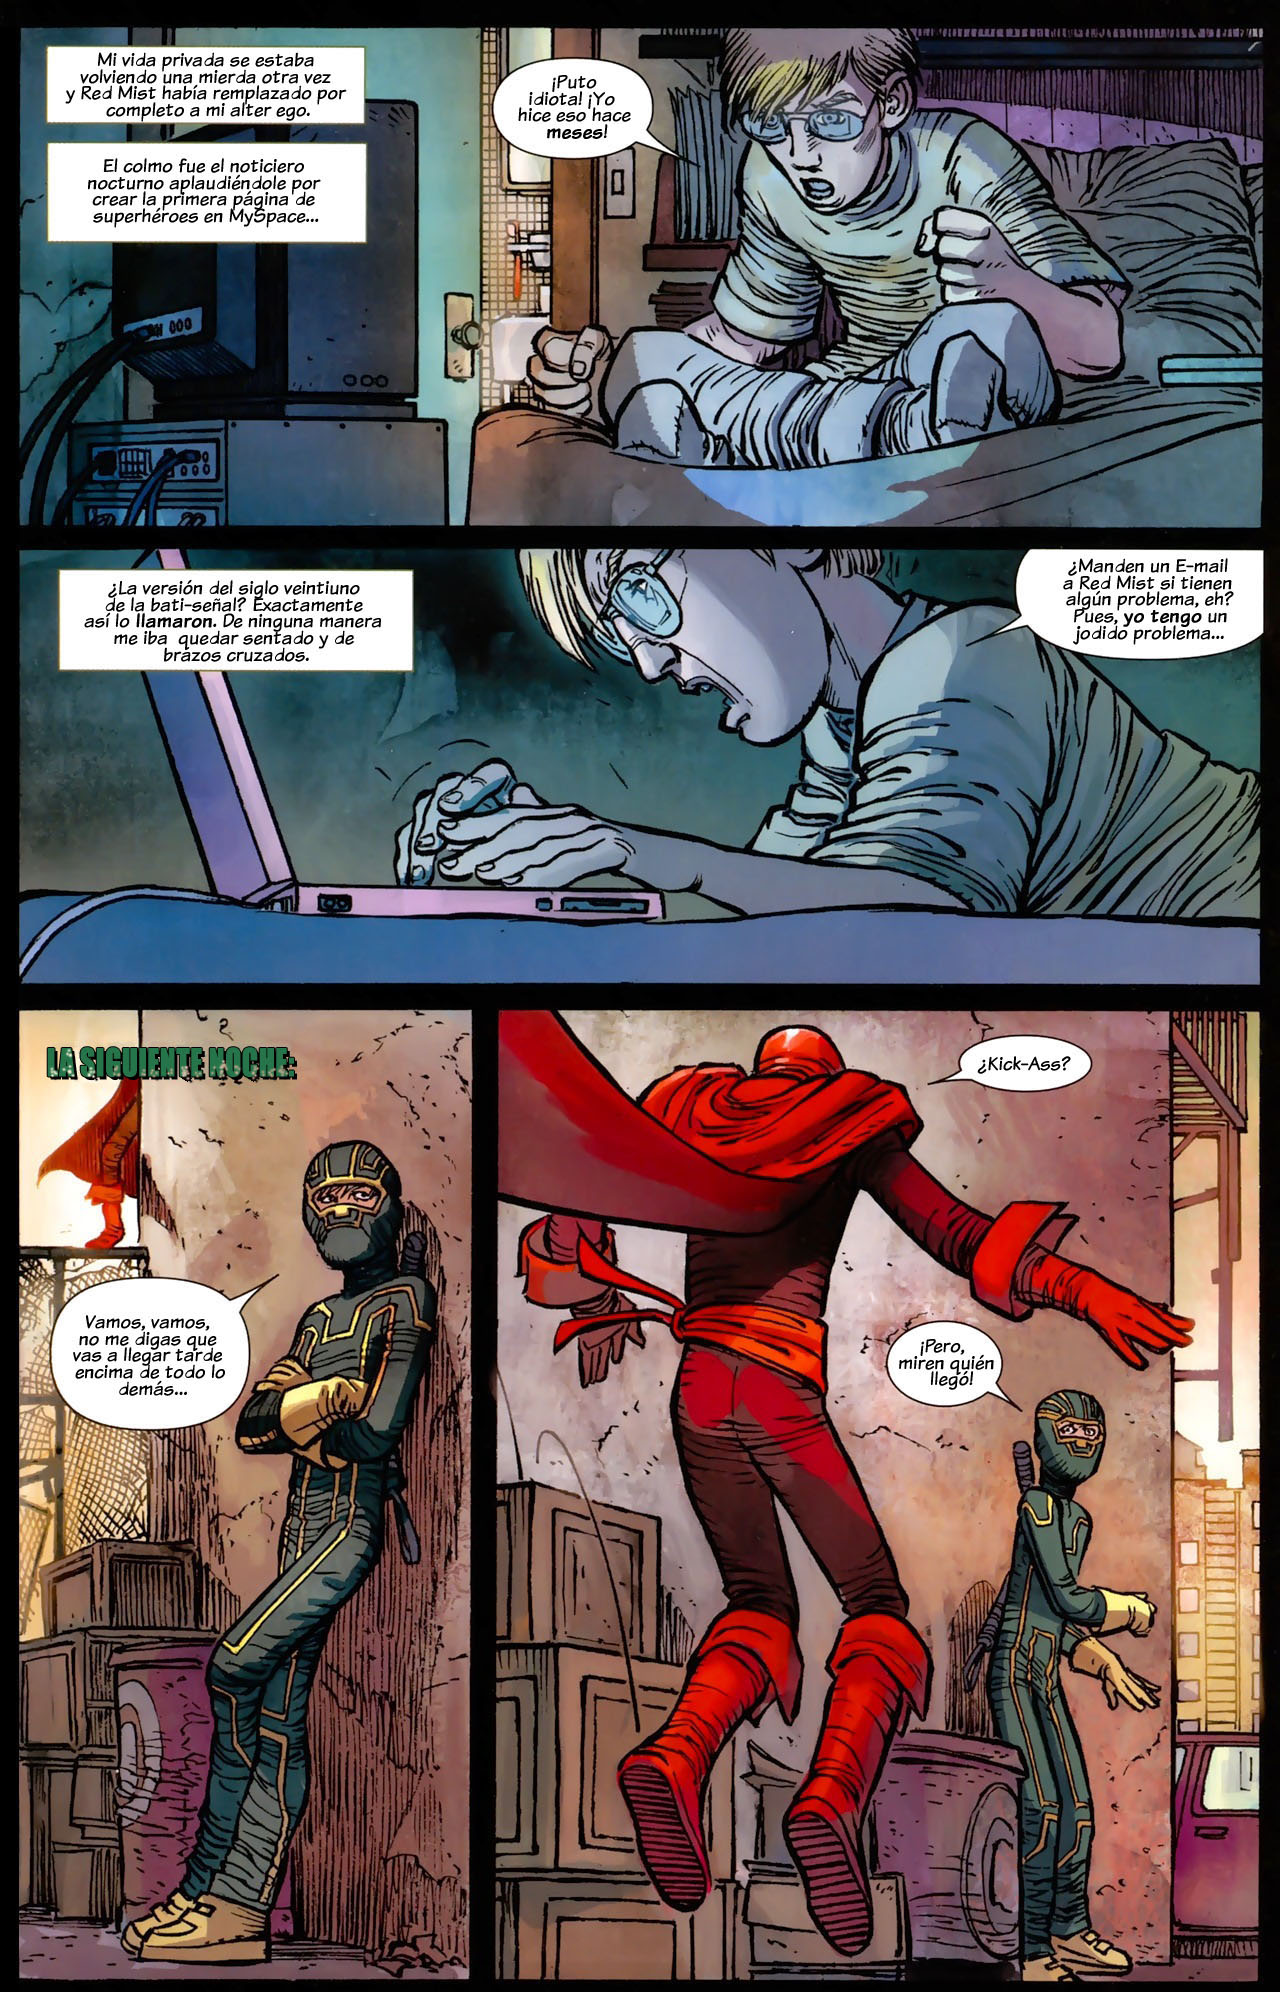 Mi vida privada se estaba
volviendo una mierda otra vez
y Red Mist había remplazado por
completo a mi alter ego.
El colmo fue el noticiero
nocturno aplaudiéndole por
crear la primera página de
superhéroes en MySpace...
¡Puto
idiota! ¡Yo
hice eso hace
meses!
¿La versión del siglo veintiuno
de la bati-señal? Exactamente
así lo llamaron. De ninguna manera
me iba quedar sentado y de
brazos cruzados.
¿Manden un E-mail
a Red Mist si tienen
algún problema, eh?
Pues, yo tengo un
jodido problema...
LA SIGUIENTE NOCHE:
Vamos, vamos,
no me digas que
vas a llegar tarde
encima de todo lo
demás...
¿Kick-Ass?
¡Pero,
miren quién
llegó!